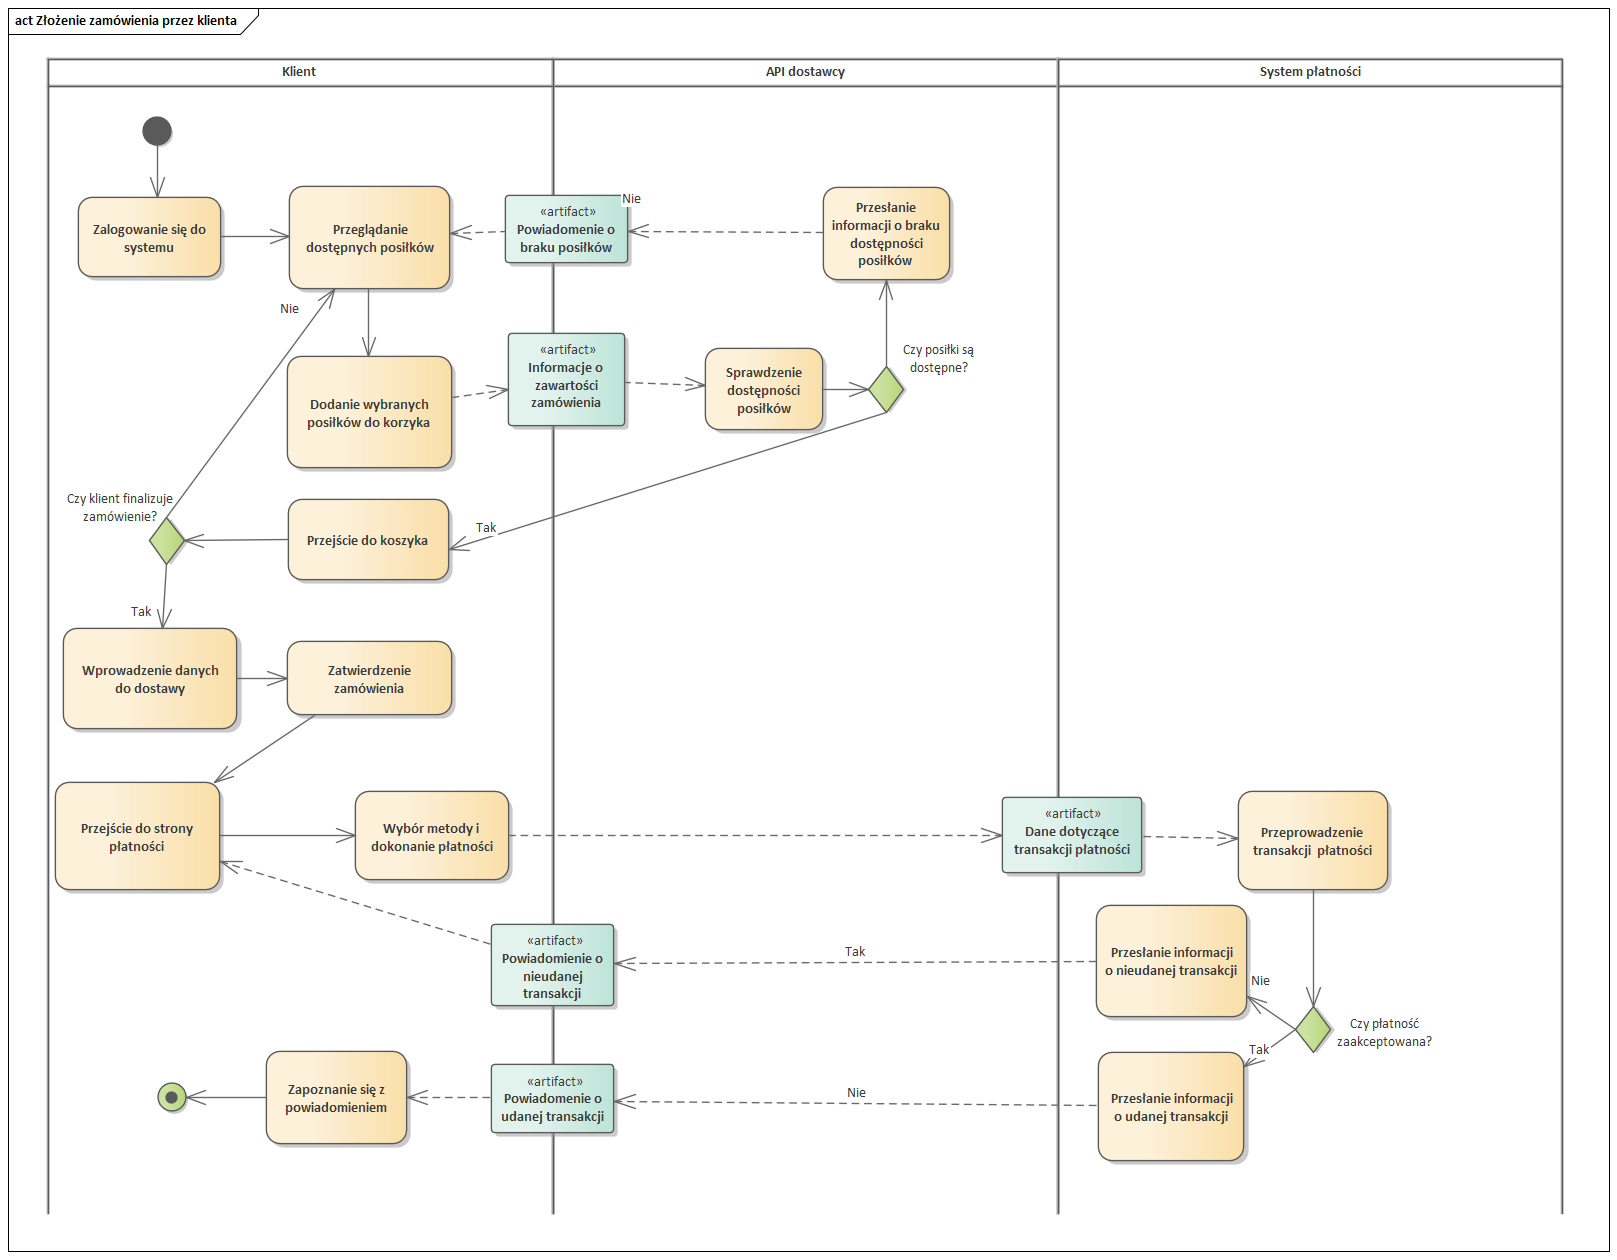 act Złożenie zamówienia przez klienta
Klient
API dostawcy
System płatności
Zalogowanie się do
systemu
Przeglądanie
dostępnych posiłków
«artifact»
Powiadomenie o
braku posiłków
Nie
Przesłanie
informacji o braku
dostępności
posiłków
Nie
Dodanie wybranych
posiłków do korzyka
«artifact»
Informacje o
zawartości
zamówienia
Sprawdzenie
dostępności
posiłków
Czy posiłki są
dostępne?
Czy klient finalizuje
zamówienie?
Przejście do koszyka
Tak
Tak
Wprowadzenie danych
do dostawy
Zatwierdzenie
zamówienia
Przejście do strony
płatności
Wybór metody i
dokonanie płatności
«artifact»
Dane dotyczące
transakcji płatności
Przeprowadzenie
transakcji płatności
«artifact»
Powiadomienie o
nieudanej
transakcji
Tak
Przesłanie informacji
o nieudanej transakcji
Nie
Czy płatność
zaakceptowana?
Tak
Zapoznanie się z
powiadomieniem
«artifact»
Powiadomenie o
udanej transakcji
Nie
Przesłanie informacji
o udanej transakcji